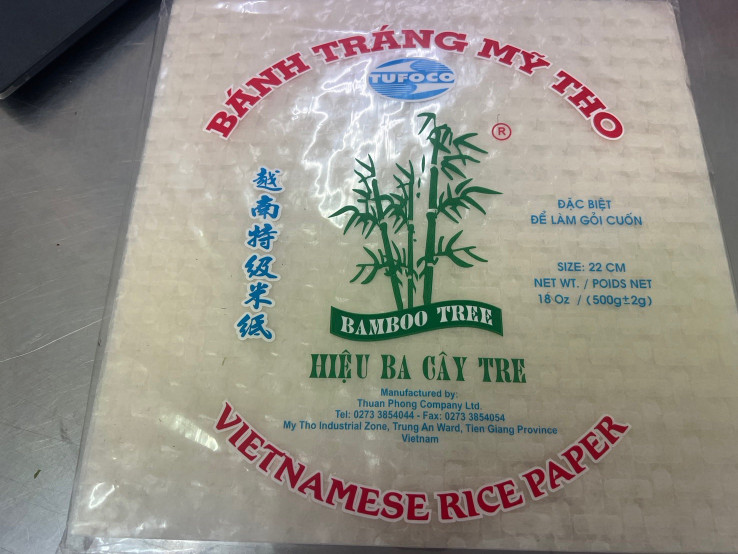 BÁNH TRÁNG MỸ THO
TUFOCO
®
越南特级米纸
ĐẶC BIỆT
ĐỂ LÀM GỎI CUỐN
SIZE: 22 CM
NET WT. / POIDS NET
18 Oz / (500g±2g)
BAMBOO TREE
HIỆU BA CÂY TRE
Manufactured by:
Thuan Phong Company Ltd.
Tel: 0273 3854044 - Fax: 0273 3854054
My Tho Industrial Zone, Trung An Ward, Tien Giang Province
Vietnam
VIETNAMESE RICE PAPER